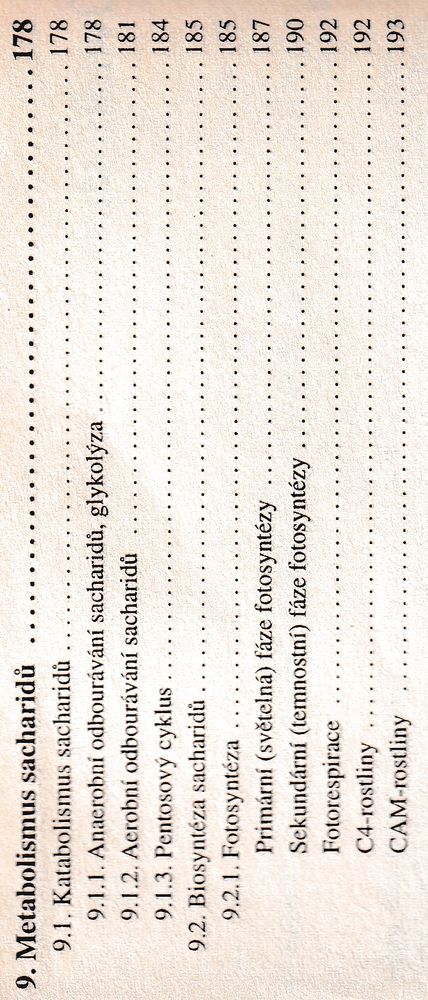 9. Metabolismus sacharidů . . . . . . . . . . . . . . . . . . . . . . . . . . . . . . . . . 178
9.1. Katabolismus sacharidů . . . . . . . . . . . . . . . . . . . . . . . . . . . . . . . . . 178
9.1.1. Anaerobní odbourávání sacharidů, glykolýza . . . . . . . . . . . . . . . . . . . . 178
9.1.2. Aerobní odbourávání sacharidů . . . . . . . . . . . . . . . . . . . . . . . . . . 181
9.1.3. Pentosový cyklus . . . . . . . . . . . . . . . . . . . . . . . . . . . . . . . . . 184
9.2. Biosyntéza sacharidů . . . . . . . . . . . . . . . . . . . . . . . . . . . . . . . . . . 185
9.2.1. Fotosyntéza . . . . . . . . . . . . . . . . . . . . . . . . . . . . . . . . . . . . 185
Primární (světelná) fáze fotosyntézy . . . . . . . . . . . . . . . . . . . . . . . . 187
Sekundární (temnostní) fáze fotosyntézy . . . . . . . . . . . . . . . . . . . . . . 190
Fotorespirace . . . . . . . . . . . . . . . . . . . . . . . . . . . . . . . . . . . 192
C4-rostliny . . . . . . . . . . . . . . . . . . . . . . . . . . . . . . . . . . . . 192
CAM-rostliny . . . . . . . . . . . . . . . . . . . . . . . . . . . . . . . . . . 193